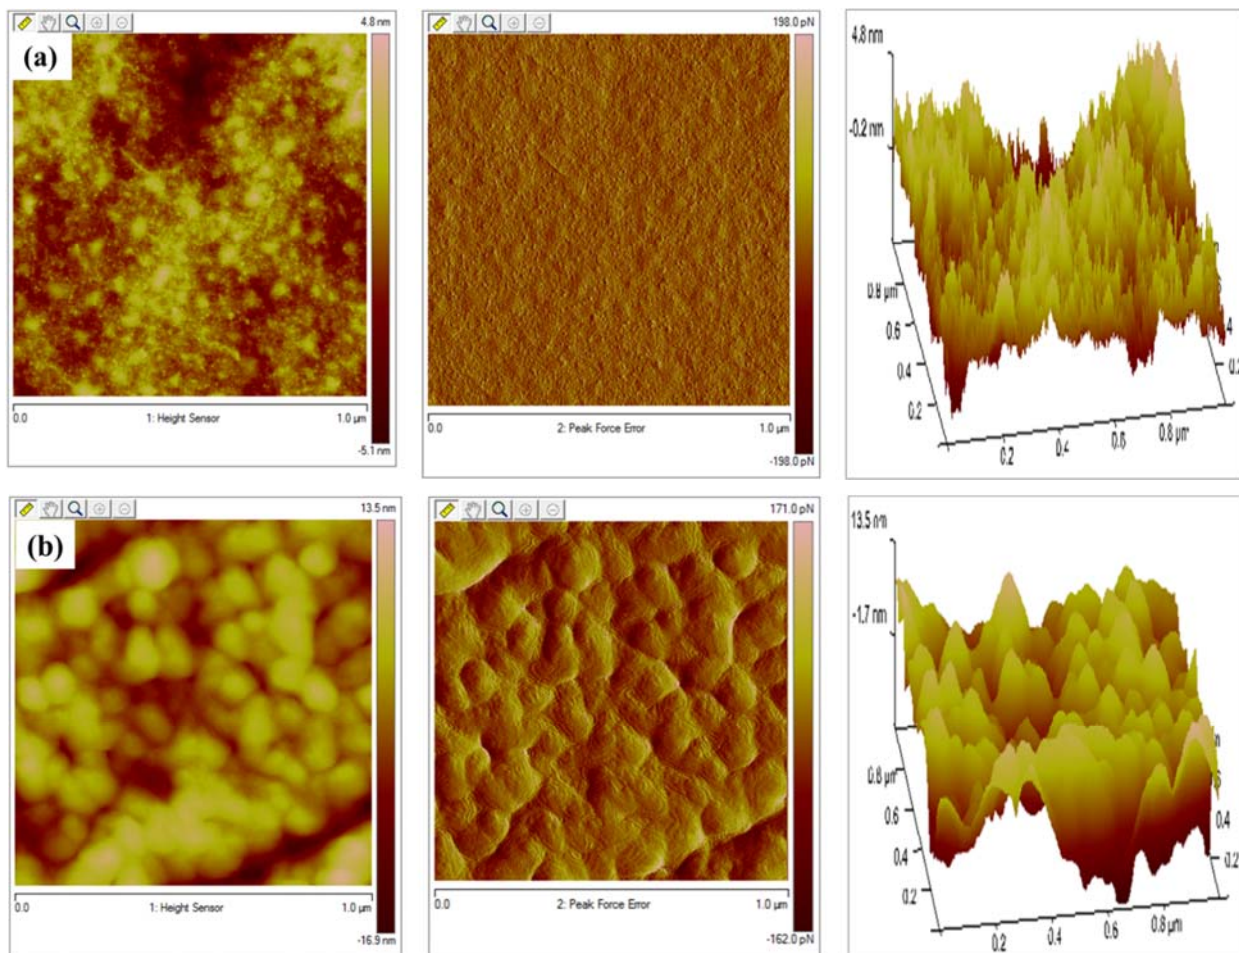 (a)
4.8 nm
0.0
1: Height Sensor
1.0 µm
-5.1 nm
198.0 pN
0.0
2: Peak Force Error
1.0 µm
-198.0 pN
4.8 nm
-0.2 nm
0.8 µm
0.6
0.4
0.2
0.2
0.4
0.6
0.8 µm
0.2
4
(b)
13.5 nm
0.0
1: Height Sensor
1.0 µm
-16.9 nm
171.0 pN
0.0
2: Peak Force Error
1.0 µm
-162.0 pN
13.5 nm
-1.7 nm
0.8 µm
0.6
0.4
0.2
0.2
0.4
0.6
0.8 µm
0.2
0.4